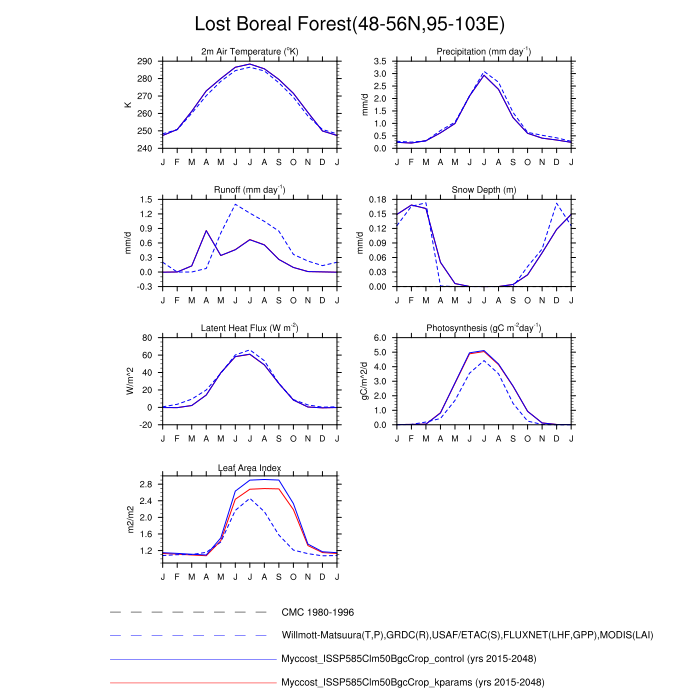 Lost Boreal Forest(48-56N,95-103E)
2m Air Temperature (°K)
290
280
270
260
250
240
K
J F M A M J J A S O N D J
Precipitation (mm day⁻¹)
3.5
3.0
2.5
2.0
1.5
1.0
0.5
0.0
mm/d
J F M A M J J A S O N D J
Runoff (mm day⁻¹)
1.5
1.2
0.9
0.6
0.3
0.0
-0.3
mm/d
J F M A M J J A S O N D J
Snow Depth (m)
0.18
0.15
0.12
0.09
0.06
0.03
0.00
mm/d
J F M A M J J A S O N D J
Latent Heat Flux (W m⁻²)
80
60
40
20
0
-20
W/m^2
J F M A M J J A S O N D J
Photosynthesis (gC m⁻²day⁻¹)
6.0
5.0
4.0
3.0
2.0
1.0
0.0
gC/m^2/d
J F M A M J J A S O N D J
Leaf Area Index
2.8
2.4
2.0
1.6
1.2
m2/m2
J F M A M J J A S O N D J
CMC 1980-1996
Willmott-Matsuura(T,P),GRDC(R),USAF/ETAC(S),FLUXNET(LHF,GPP),MODIS(LAI)
Myccost_ISSP585Clm50BgcCrop_control (yrs 2015-2048)
Myccost_ISSP585Clm50BgcCrop_kparams (yrs 2015-2048)